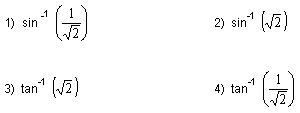 1) sin⁻¹ (1/√2) 2) sin⁻¹ (√2)
3) tan⁻¹ (√2) 4) tan⁻¹ (1/√2)